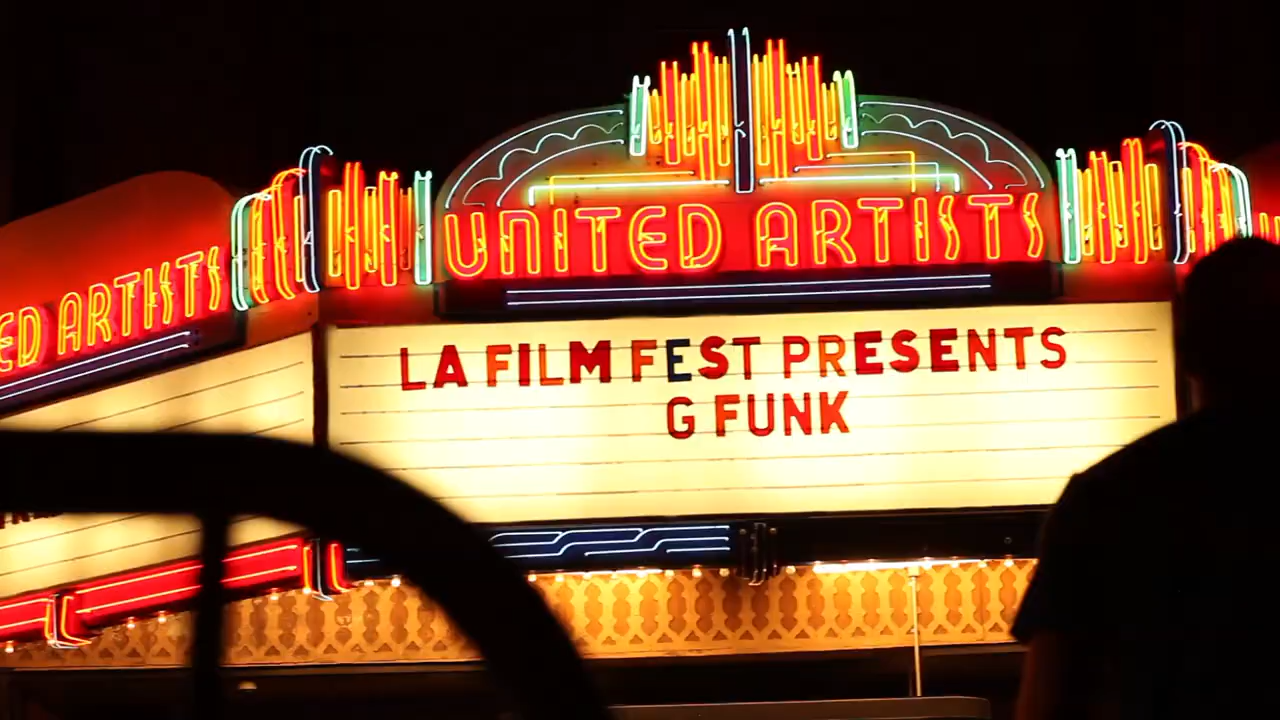 UNITED ARTISTS
LA FILM FEST PRESENTS
G FUNK
ED ARTISTS